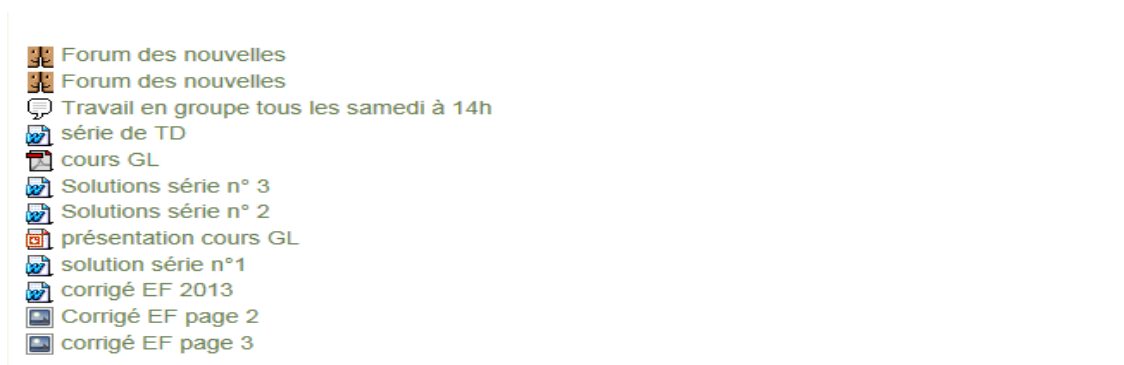 Forum des nouvelles
Forum des nouvelles
Travail en groupe tous les samedi à 14h
série de TD
cours GL
Solutions série n° 3
Solutions série n° 2
présentation cours GL
solution série n°1
corrigé EF 2013
Corrigé EF page 2
corrigé EF page 3